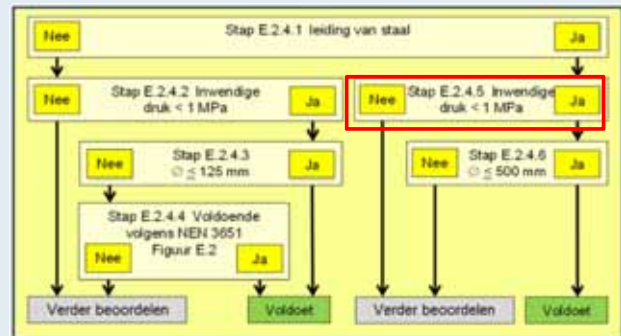 Stap E.2.4.1 leiding van staal
Nee
Ja
Stap E.2.4.2 Inwendige
druk < 1 MPa
Nee
Ja
Stap E.2.4.5 Inwendige
druk < 1 MPa
Nee
Ja
Stap E.2.4.3
∅ ≤ 125 mm
Nee
Ja
Stap E.2.4.6
∅ ≤ 500 mm
Nee
Ja
Stap E.2.4.4 Voldoende
volgens NEN 3651
Figuur E.2
Nee
Ja
Verder beoordelen
Voldoet
Verder beoordelen
Voldoet